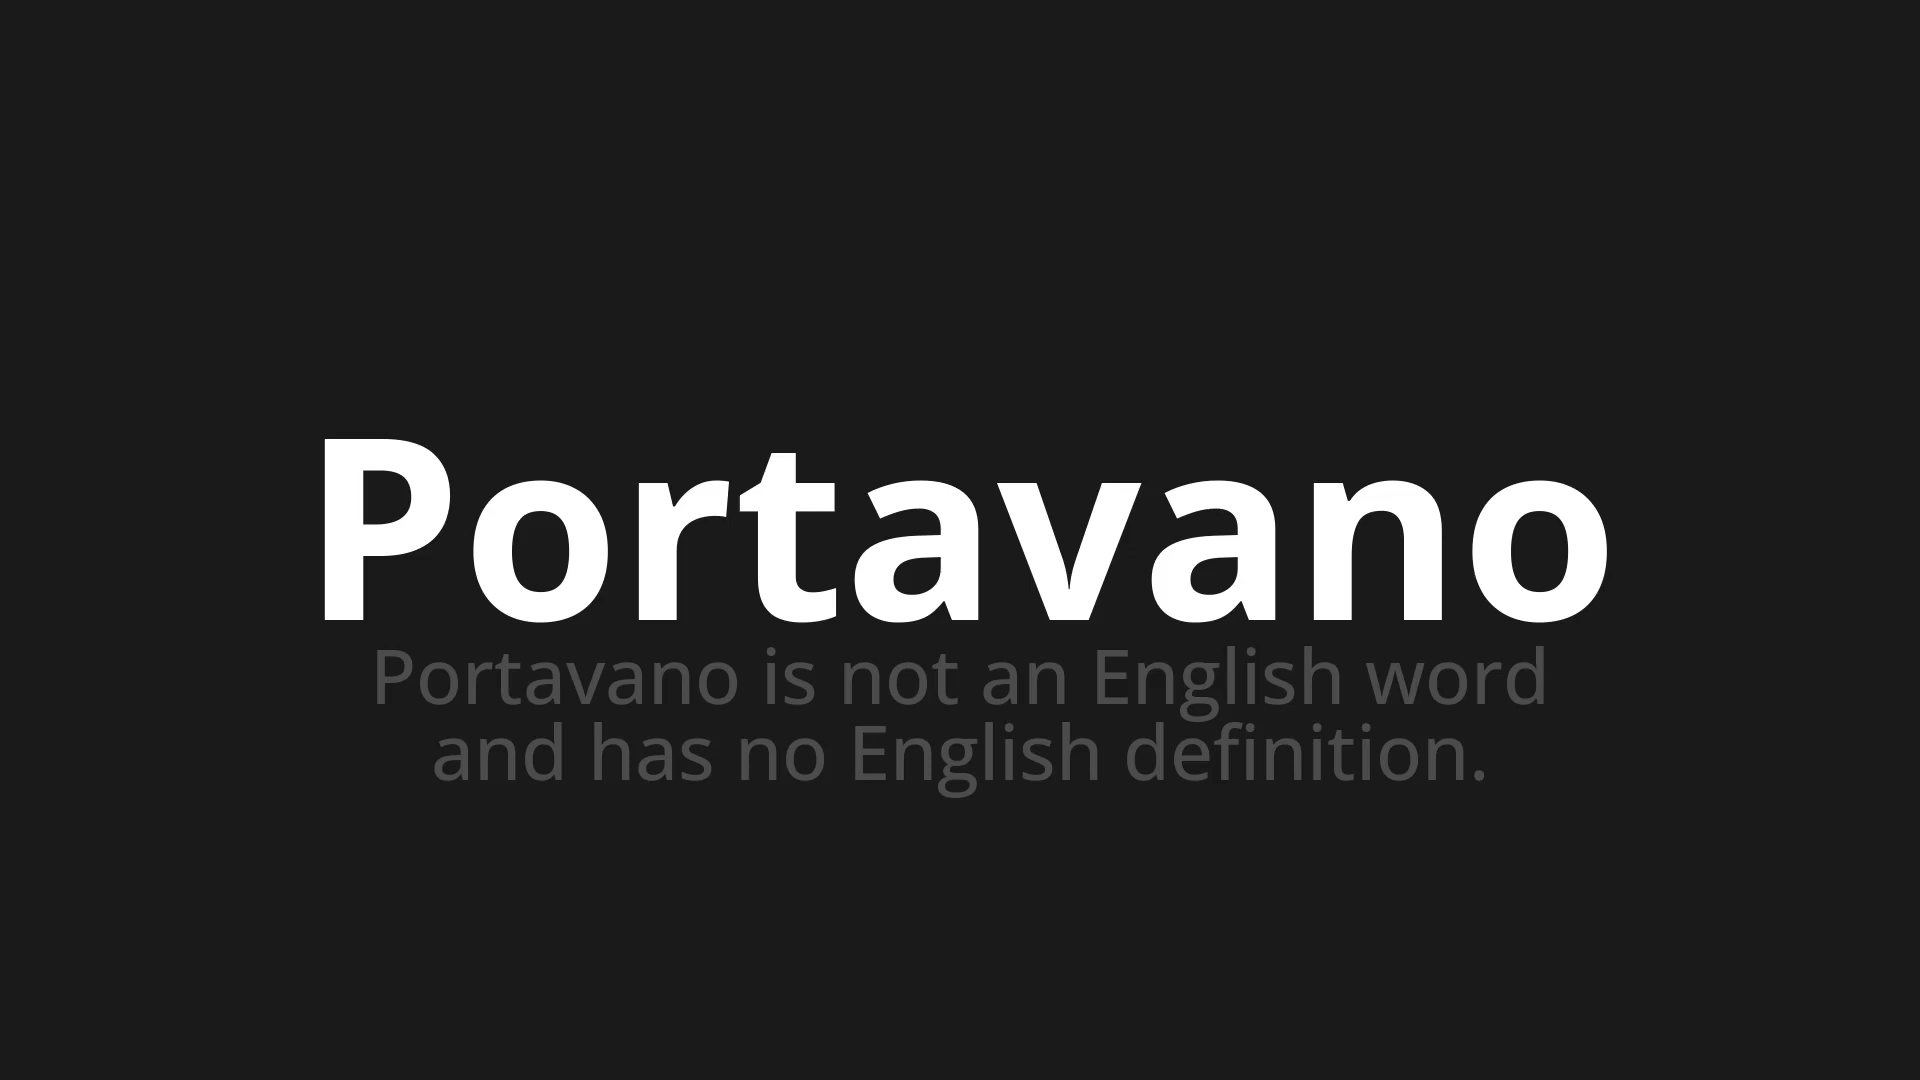 Portavano
Portavano is not an English word
and has no English definition.